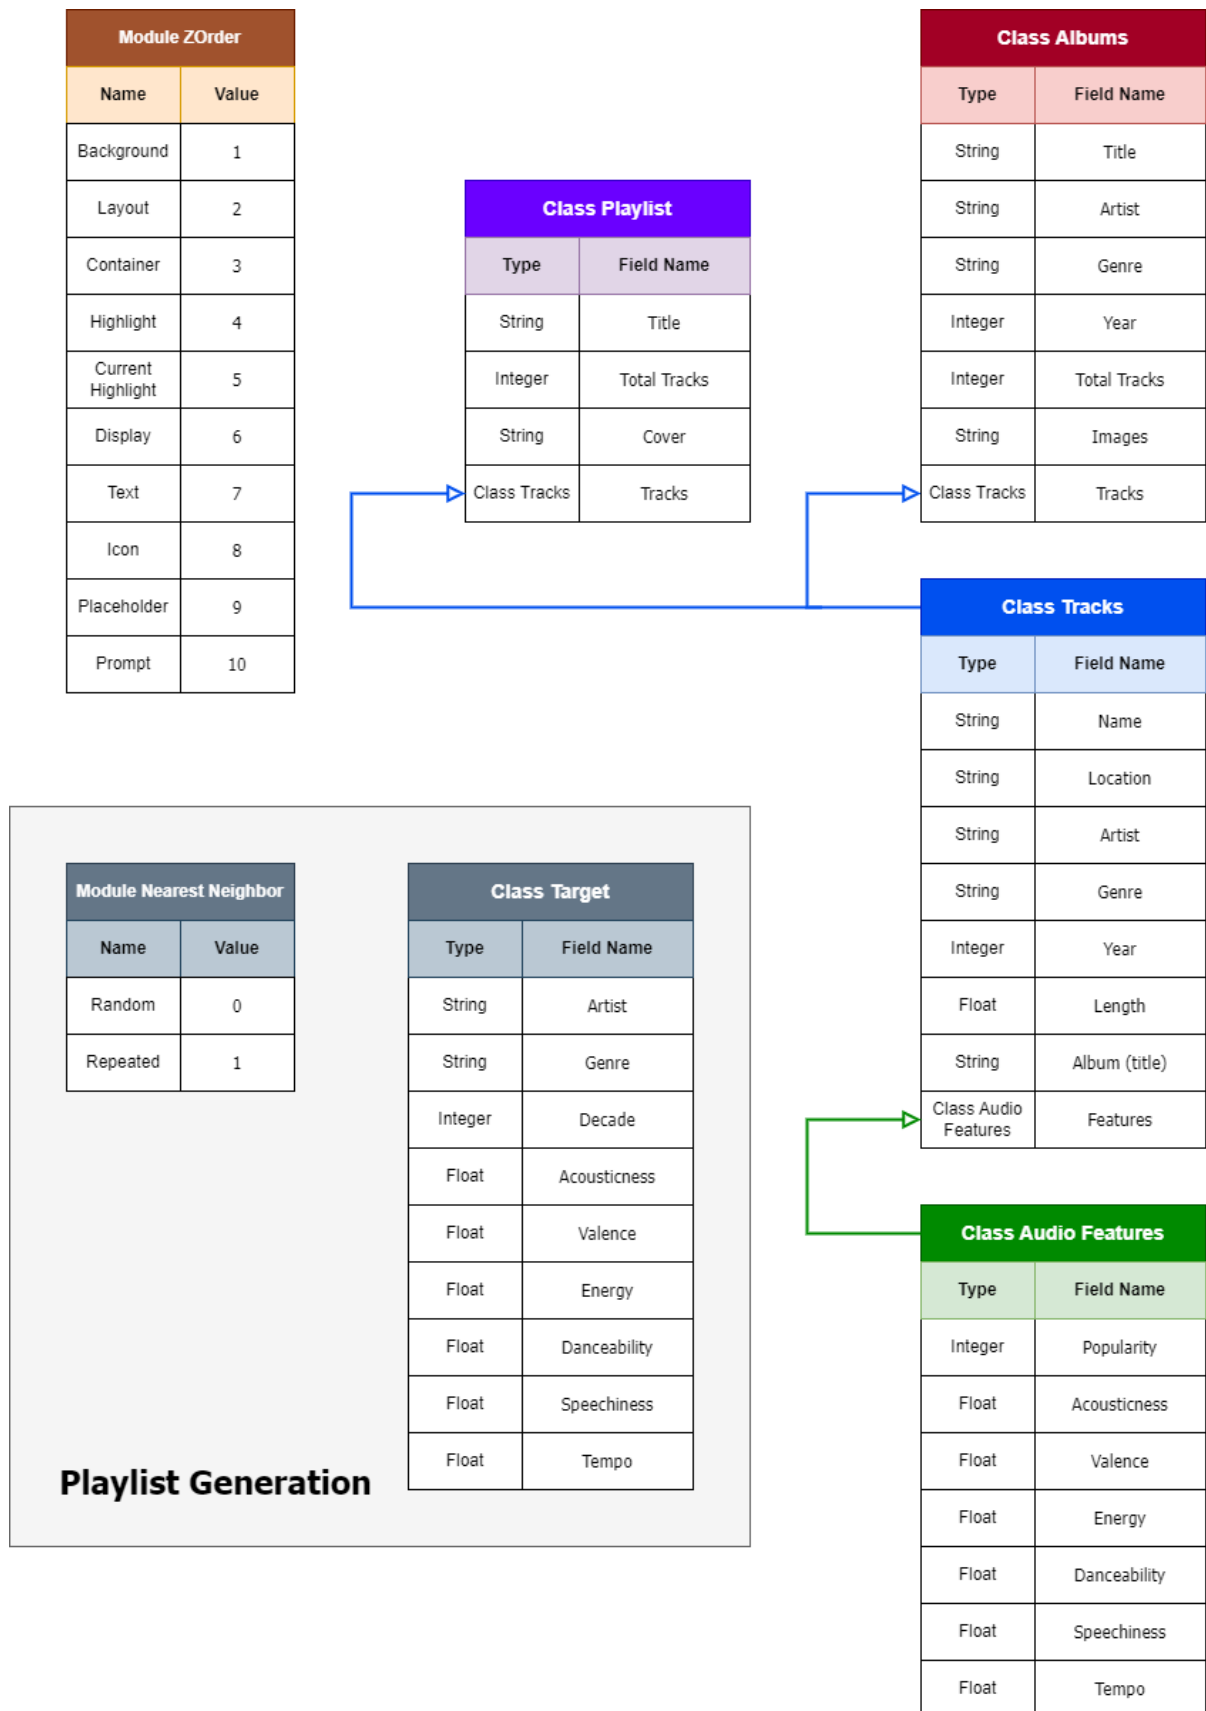 Module ZOrder
Name Value
Background 1
Layout 2
Container 3
Highlight 4
Current
Highlight 5
Display 6
Text 7
Icon 8
Placeholder 9
Prompt 10
Class Playlist
Type Field Name
String Title
Integer Total Tracks
String Cover
Class Tracks Tracks
Class Albums
Type Field Name
String Title
String Artist
String Genre
Integer Year
Integer Total Tracks
String Images
Class Tracks Tracks
Class Tracks
Type Field Name
String Name
String Location
String Artist
String Genre
Integer Year
Float Length
String Album (title)
Class Audio
Features Features
Module Nearest Neighbor
Name Value
Random 0
Repeated 1
Class Target
Type Field Name
String Artist
String Genre
Integer Decade
Float Acousticness
Float Valence
Float Energy
Float Danceability
Float Speechiness
Float Tempo
Playlist Generation
Class Audio Features
Type Field Name
Integer Popularity
Float Acousticness
Float Valence
Float Energy
Float Danceability
Float Speechiness
Float Tempo